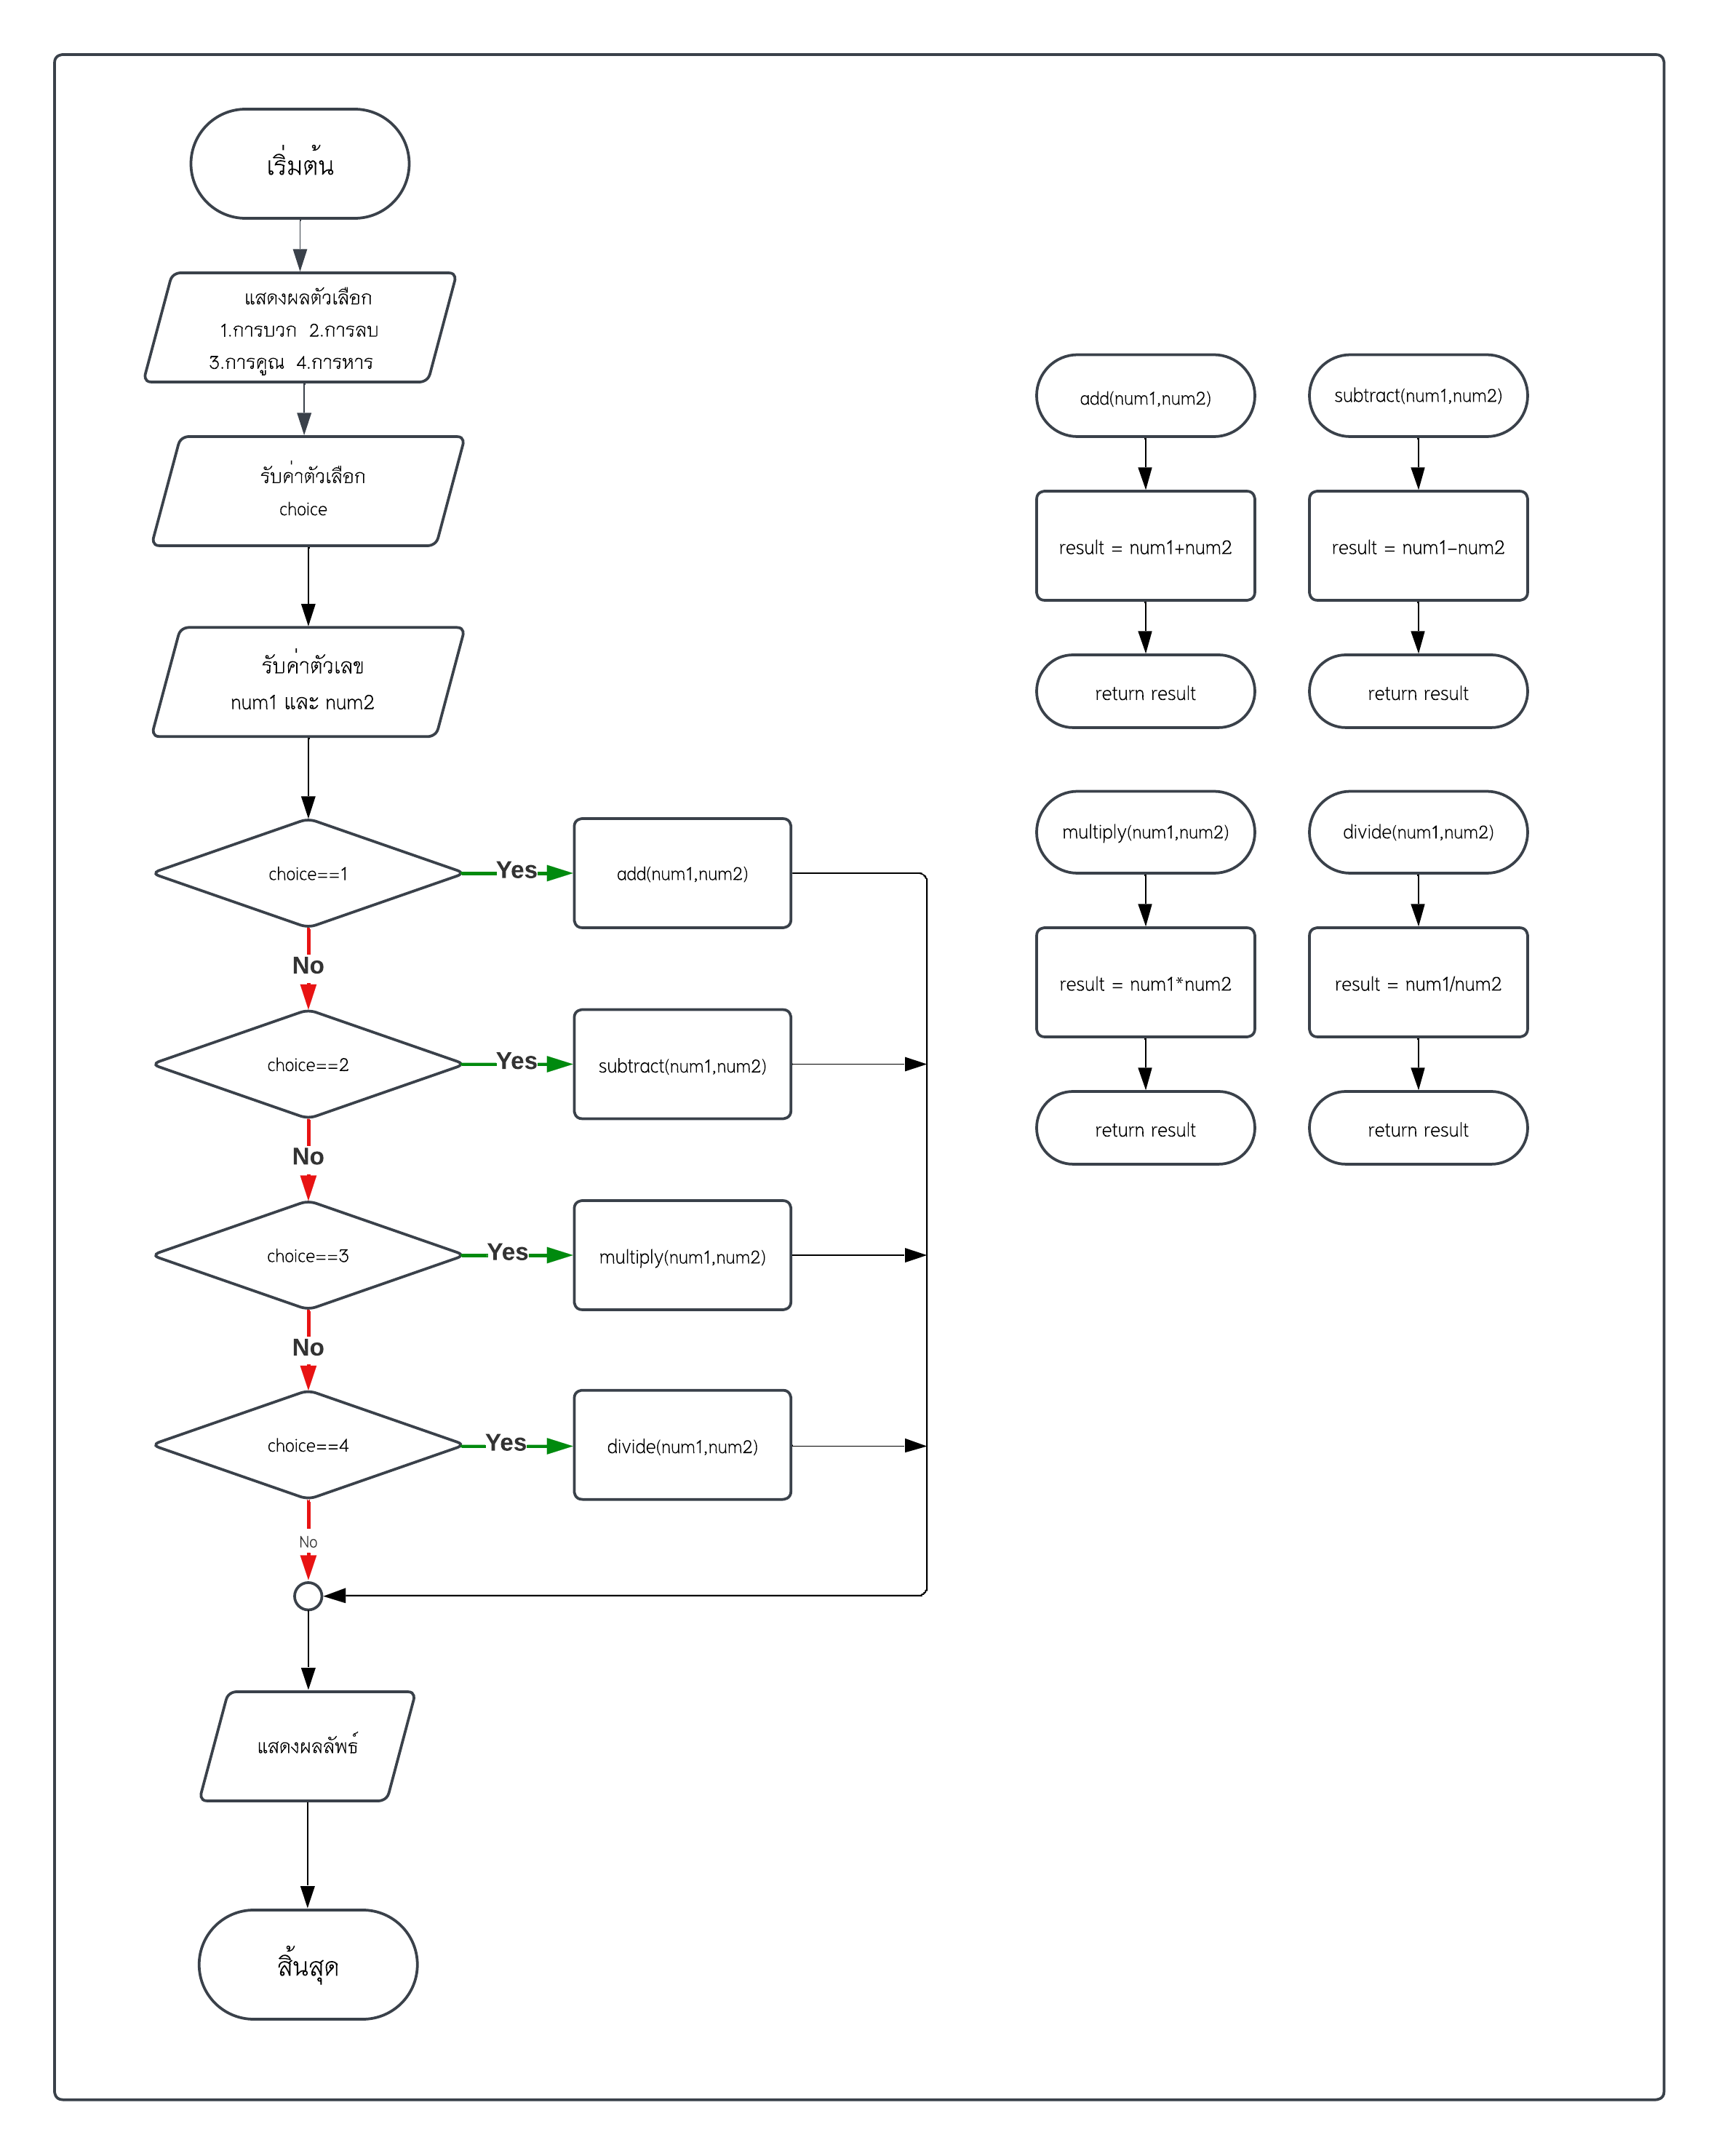 เริ่มต้น
แสดงผลตัวเลือก
1.การบวก 2.การลบ
3.การคูณ 4.การหาร
รับค่าตัวเลือก
choice
รับค่าตัวเลข
num1 และ num2
choice==1
Yes
add(num1,num2)
No
choice==2
Yes
subtract(num1,num2)
No
choice==3
Yes
multiply(num1,num2)
No
choice==4
Yes
divide(num1,num2)
No
แสดงผลลัพธ์
สิ้นสุด
add(num1,num2)
result = num1+num2
return result
subtract(num1,num2)
result = num1-num2
return result
multiply(num1,num2)
result = num1*num2
return result
divide(num1,num2)
result = num1/num2
return result